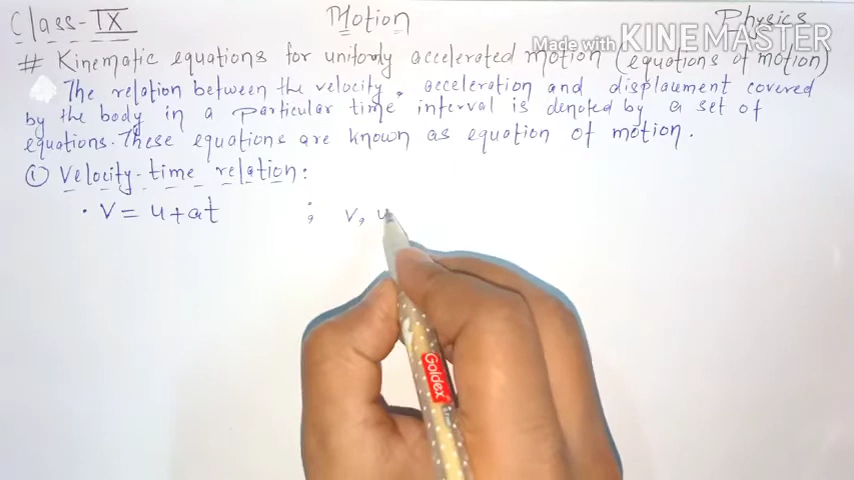 Class-IX Motion Physics
Made with KINEMASTER
# Kinematic equations for uniformly accelerated motion (equations of motion)
The relation between the velocity, acceleration and displaument covered
by the body in a particular time interval is denoted by a set of
equations. These equations are known as equation of motion.
① Velocity-time relation:
• V = u + at ; v, u
Goldex